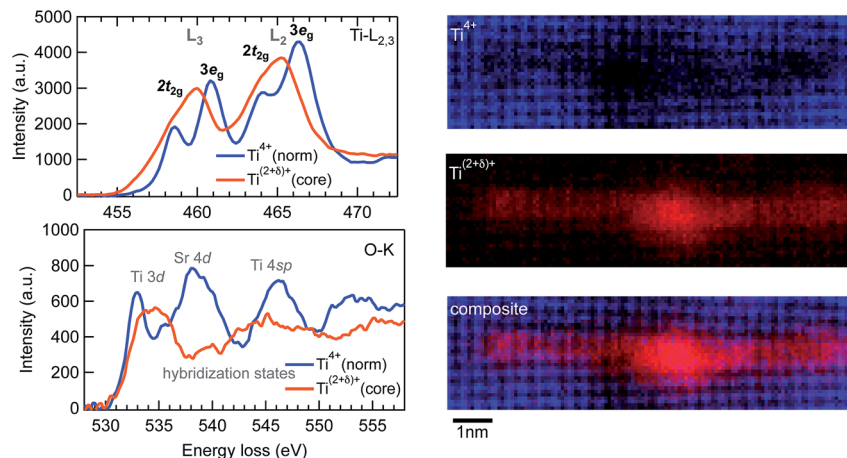 L₃ L₂ Ti-L₂,₃
2t₂g 3e_g 2t₂g 3e_g
Intensity (a.u.)
5000
4000
3000
2000
1000
0
Ti⁴⁺(norm)
Ti⁽²⁺δ⁾⁺(core)
455 460 465 470
O-K
Ti 3d Sr 4d Ti 4sp
Intensity (a.u.)
1000
800
600
400
200
0
hybridization states
Ti⁴⁺(norm)
Ti⁽²⁺δ⁾⁺(core)
530 535 540 545 550 555
Energy loss (eV)
Ti⁴⁺
Ti⁽²⁺δ⁾⁺
composite
1nm